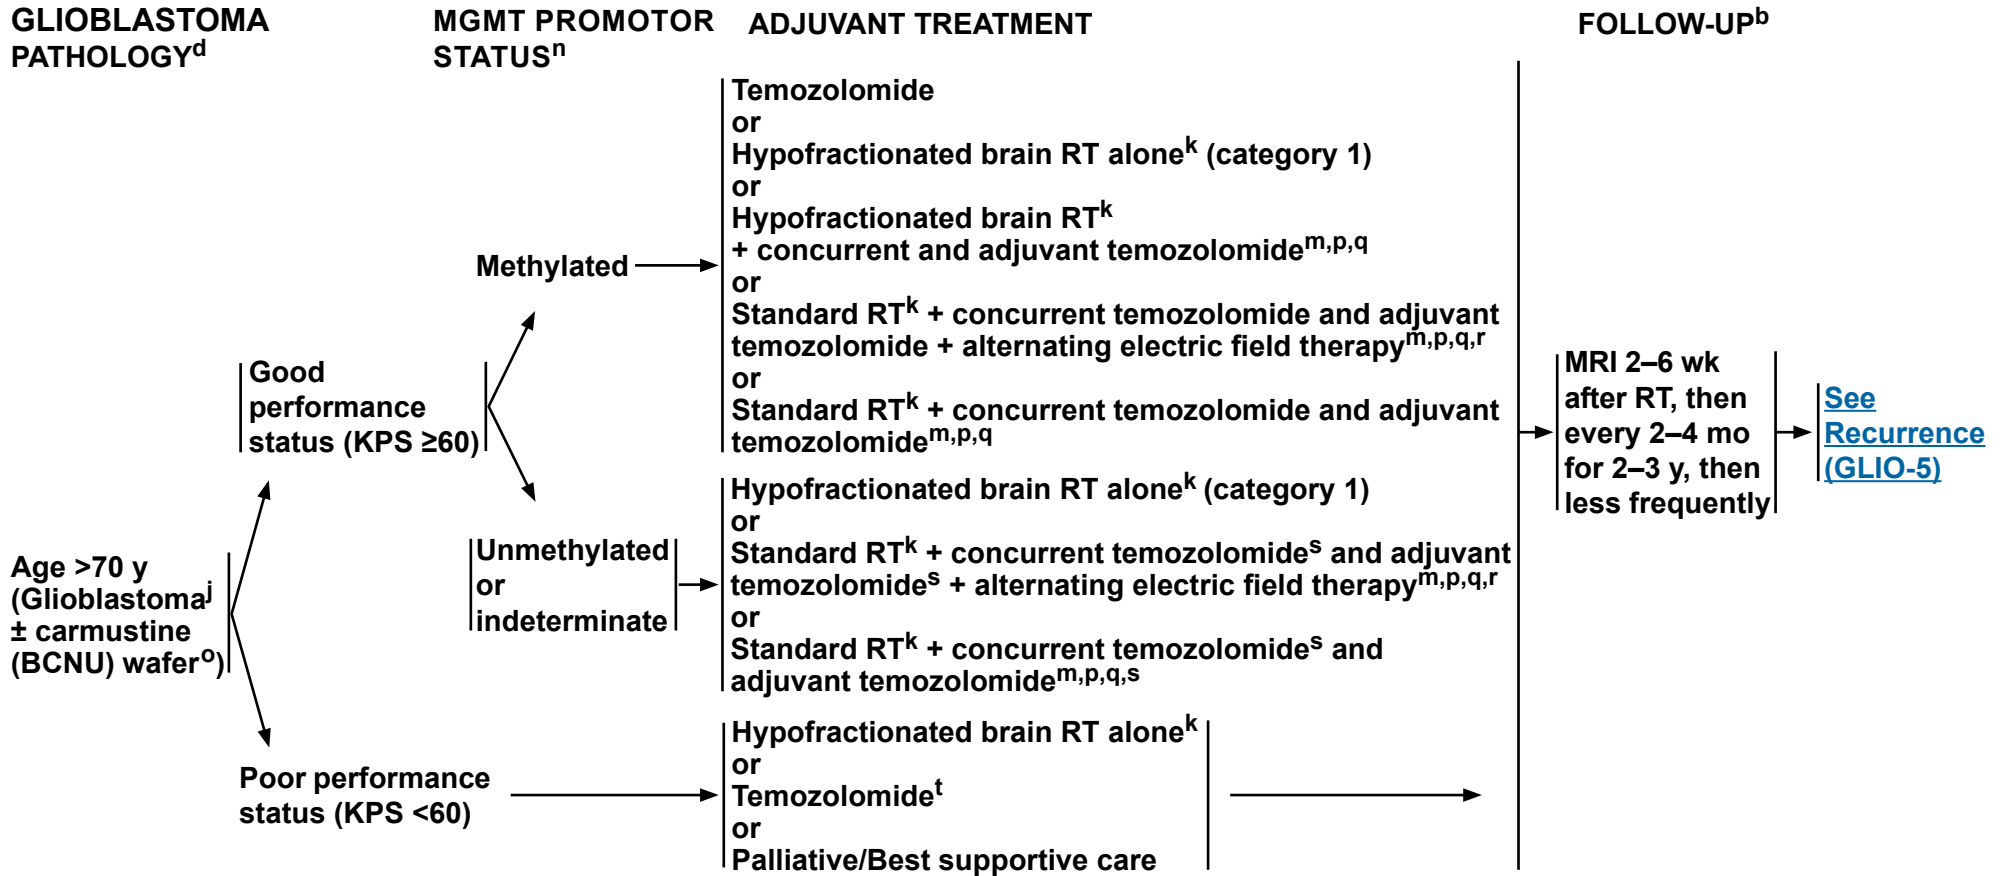 GLIOBLASTOMA
PATHOLOGYᵈ
MGMT PROMOTOR
STATUSⁿ
ADJUVANT TREATMENT
FOLLOW-UPᵇ
Age >70 y
(Glioblastomaʲ
± carmustine
(BCNU) waferᵒ)
Good
performance
status (KPS ≥60)
Methylated
Temozolomide
or
Hypofractionated brain RT aloneᵏ (category 1)
or
Hypofractionated brain RTᵏ
+ concurrent and adjuvant temozolomideᵐ,ᵖ,q
or
Standard RTᵏ + concurrent temozolomide and adjuvant
temozolomide + alternating electric field therapyᵐ,ᵖ,q,ʳ
or
Standard RTᵏ + concurrent temozolomide and adjuvant
temozolomideᵐ,ᵖ,q
Unmethylated
or
indeterminate
Hypofractionated brain RT aloneᵏ (category 1)
or
Standard RTᵏ + concurrent temozolomideˢ and adjuvant
temozolomideˢ + alternating electric field therapyᵐ,ᵖ,q,ʳ
or
Standard RTᵏ + concurrent temozolomideˢ and
adjuvant temozolomideᵐ,ᵖ,q,ˢ
Poor performance
status (KPS <60)
Hypofractionated brain RT aloneᵏ
or
Temozolomideᵗ
or
Palliative/Best supportive care
MRI 2–6 wk
after RT, then
every 2–4 mo
for 2–3 y, then
less frequently
See
Recurrence
(GLIO-5)